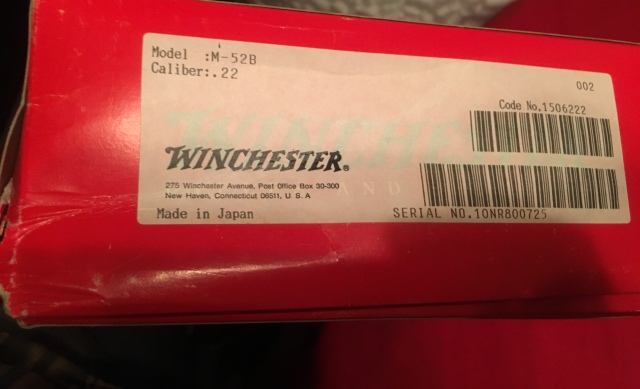 Model :M-52B
Caliber:.22
002
Code No.1506222
WINCHESTER®
275 Winchester Avenue, Post Office Box 30-300
New Haven, Connecticut 06511, U. S. A
Made in Japan
SERIAL NO.10NR800725